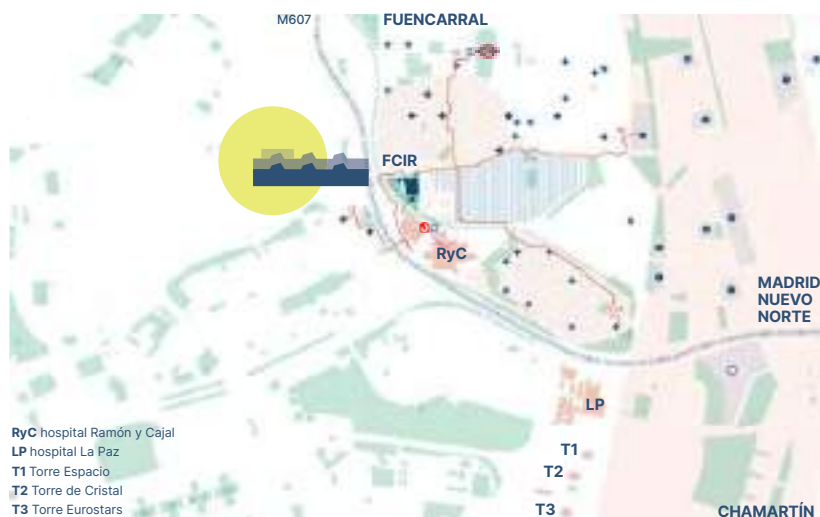 M607
FUENCARRAL
FCIR
RyC
MADRID
NUEVO
NORTE
LP
RyC hospital Ramón y Cajal
LP hospital La Paz
T1 Torre Espacio
T2 Torre de Cristal
T3 Torre Eurostars
T1
T2
T3
CHAMARTÍN